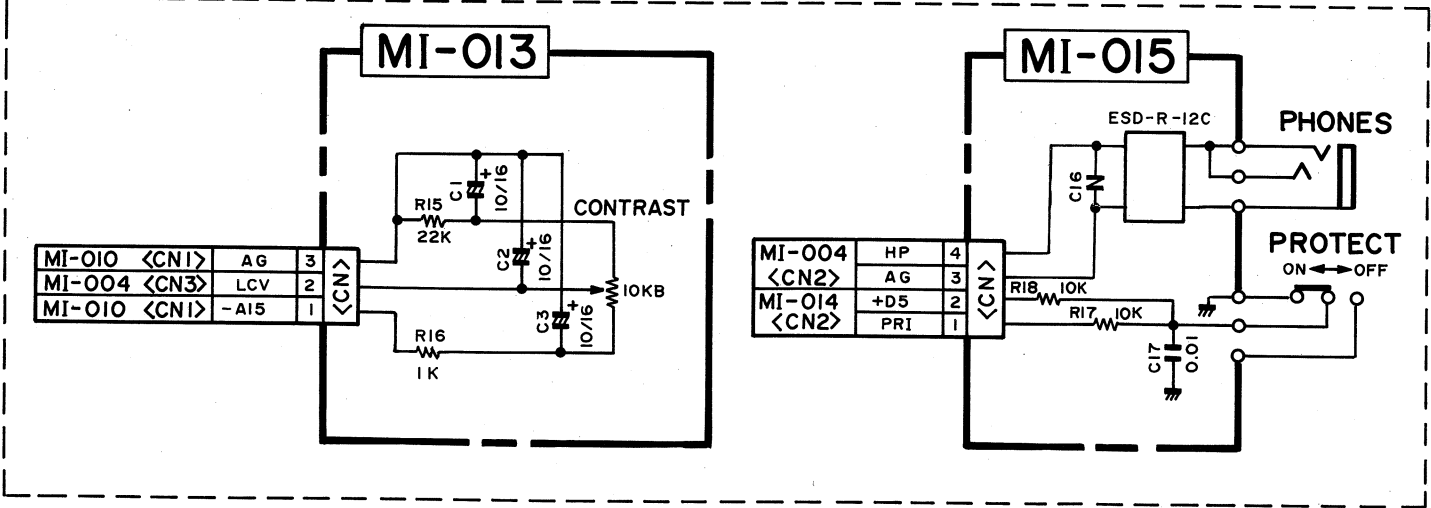 MI-013
C1
+
10/16
R15
22K
CONTRAST
C2
+
10/16
10KB
C3
+
10/16
R16
1K
MI-010 <CN1> AG 3
MI-004 <CN3> LCV 2
MI-010 <CN1> -A15 1
<CN>
MI-015
ESD-R-12C
PHONES
C16
MI-004 HP 4
<CN2> AG 3
MI-014 +D5 2
<CN2> PRI 1
<CN>
R18 10K
R17 10K
C17
0.01
PROTECT
ON ↔ OFF